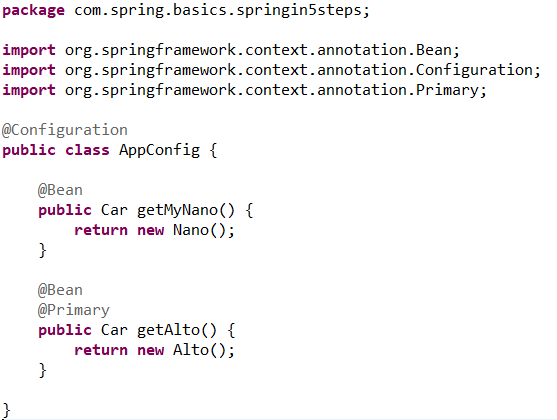 package com.spring.basics.springin5steps;
import org.springframework.context.annotation.Bean;
import org.springframework.context.annotation.Configuration;
import org.springframework.context.annotation.Primary;
@Configuration
public class AppConfig {
@Bean
public Car getMyNano() {
return new Nano();
}
@Bean
@Primary
public Car getAlto() {
return new Alto();
}
}